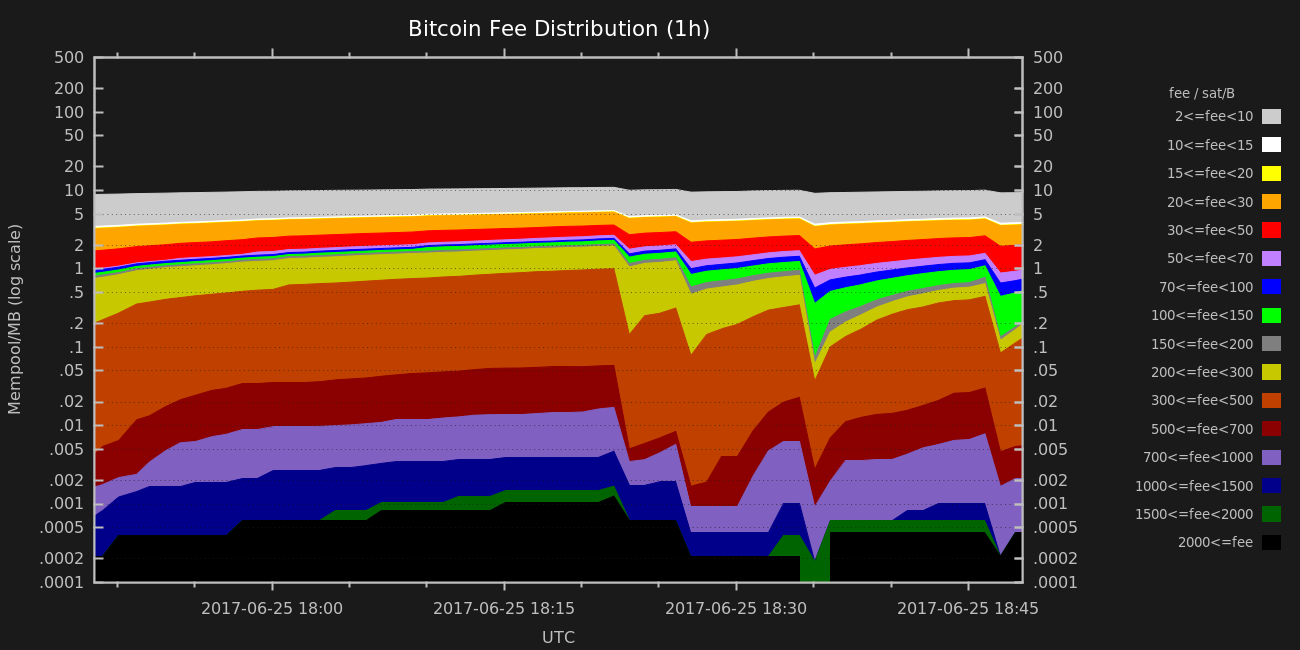 Bitcoin Fee Distribution (1h)
500
200
100
50
20
10
5
2
1
.5
.2
.1
.05
.02
.01
.005
.002
.001
.0005
.0002
.0001
Mempool/MB (log scale)
500
200
100
50
20
10
5
2
1
.5
.2
.1
.05
.02
.01
.005
.002
.001
.0005
.0002
.0001
fee / sat/B
2<=fee<10
10<=fee<15
15<=fee<20
20<=fee<30
30<=fee<50
50<=fee<70
70<=fee<100
100<=fee<150
150<=fee<200
200<=fee<300
300<=fee<500
500<=fee<700
700<=fee<1000
1000<=fee<1500
1500<=fee<2000
2000<=fee
2017-06-25 18:00 2017-06-25 18:15 2017-06-25 18:30 2017-06-25 18:45
UTC